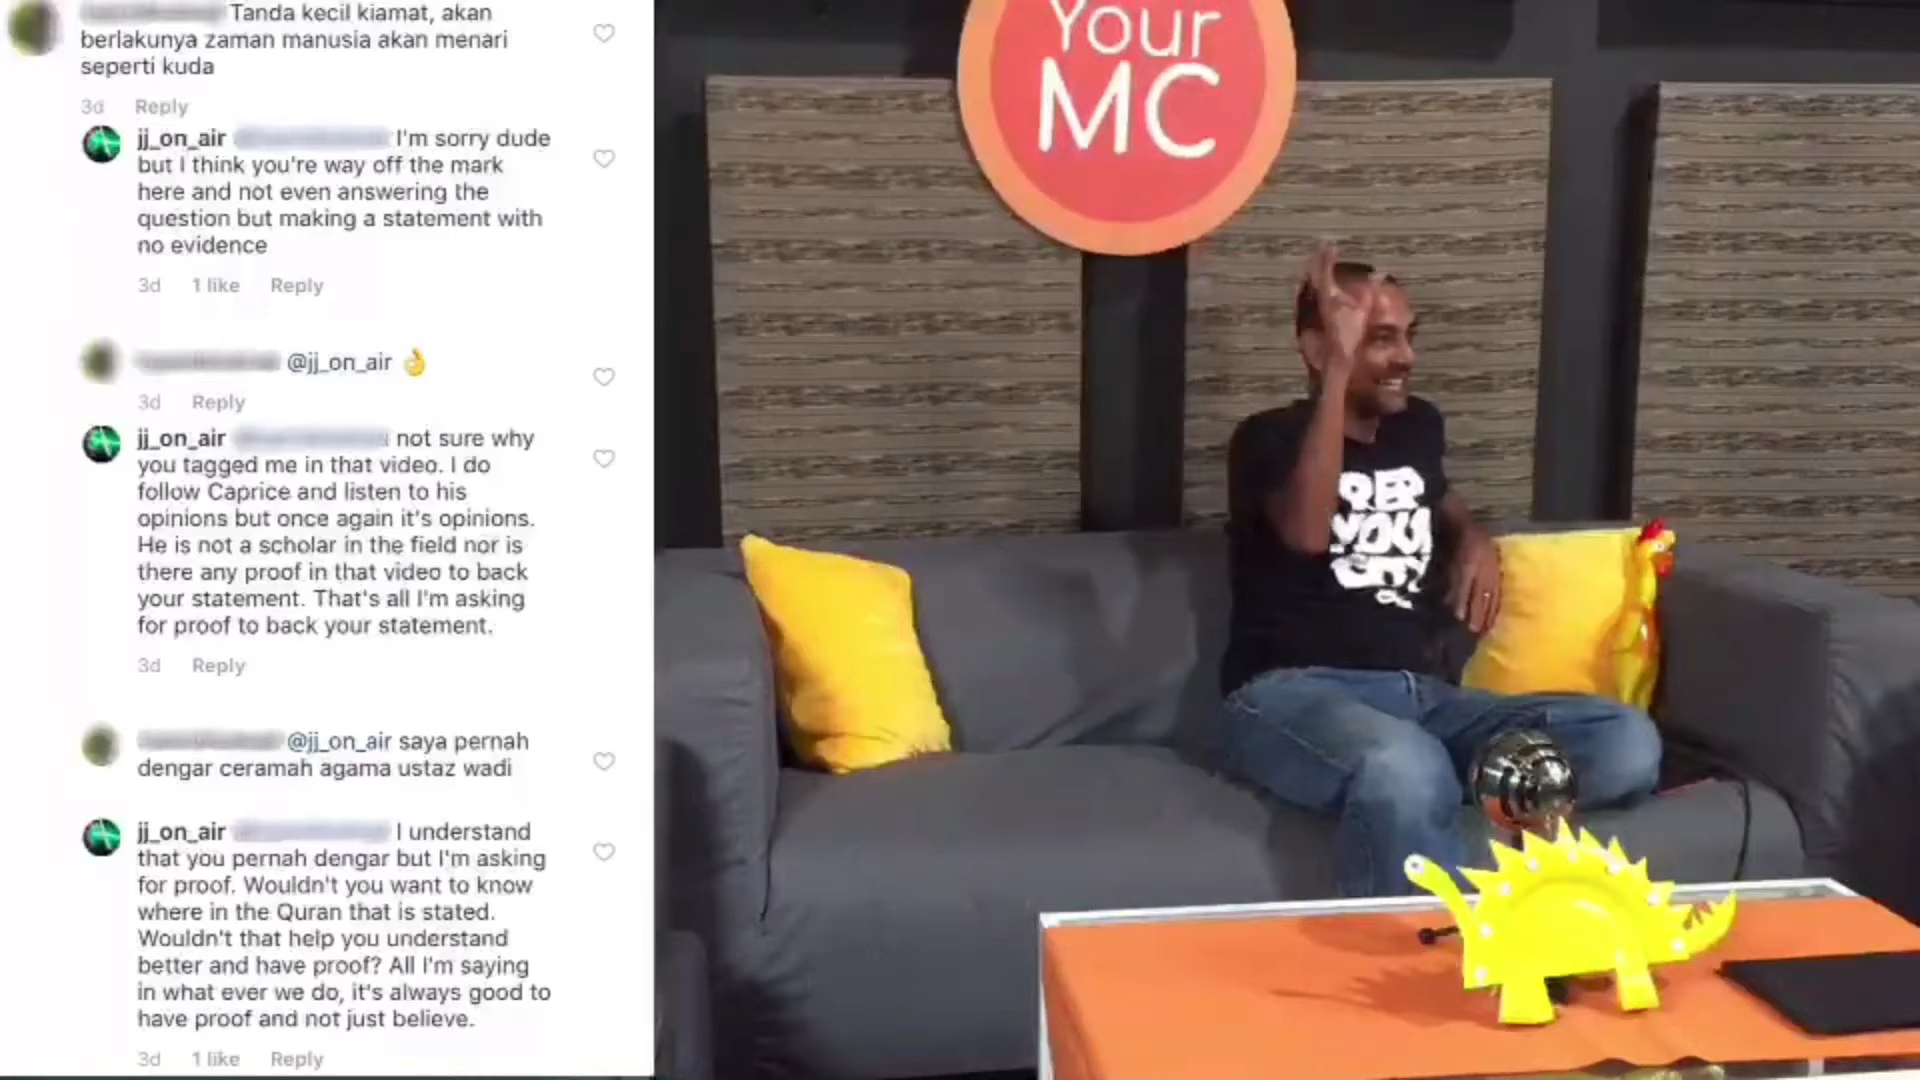 Tanda kecil kiamat, akan
berlakunya zaman manusia akan menari
seperti kuda
3d Reply
jj_on_air I'm sorry dude
but I think you're way off the mark
here and not even answering the
question but making a statement with
no evidence
3d 1 like Reply
@jj_on_air 👌
3d Reply
jj_on_air not sure why
you tagged me in that video. I do
follow Caprice and listen to his
opinions but once again it's opinions.
He is not a scholar in the field nor is
there any proof in that video to back
your statement. That's all I'm asking
for proof to back your statement.
3d Reply
@jj_on_air saya pernah
dengar ceramah agama ustaz wadi
3d Reply
jj_on_air I understand
that you pernah dengar but I'm asking
for proof. Wouldn't you want to know
where in the Quran that is stated.
Wouldn't that help you understand
better and have proof? All I'm saying
in what ever we do, it's always good to
have proof and not just believe.
3d 1 like Reply
Your
MC
REP
YOUR
CITY